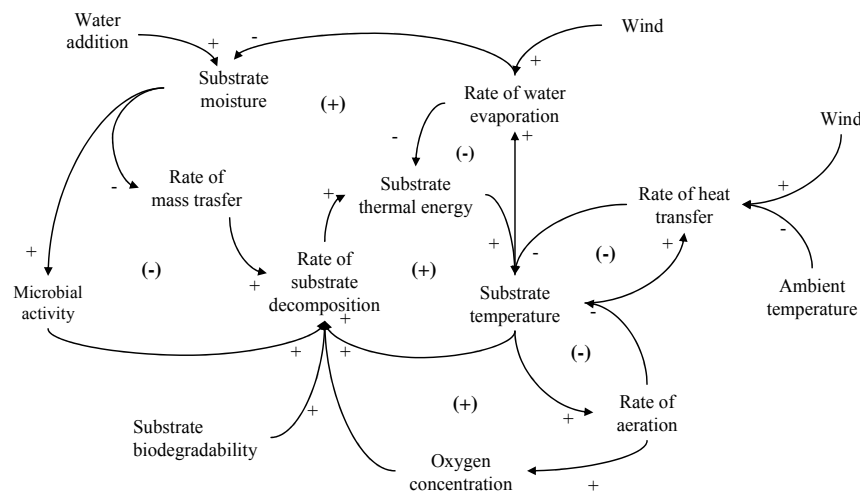 Water
addition
Wind
-
+
+
Substrate
moisture
(+)
Rate of water
evaporation
Wind
-
(-)
+
+
-
Rate of
mass trasfer
+
Substrate
thermal energy
Rate of heat
transfer
-
+
+
+
-
(-)
(-)
(+)
+
Rate of
substrate
decomposition
Substrate
temperature
Ambient
temperature
Microbial
activity
+
-
+
+
(-)
(+)
+
+
Rate of
aeration
Substrate
biodegradability
Oxygen
concentration
+